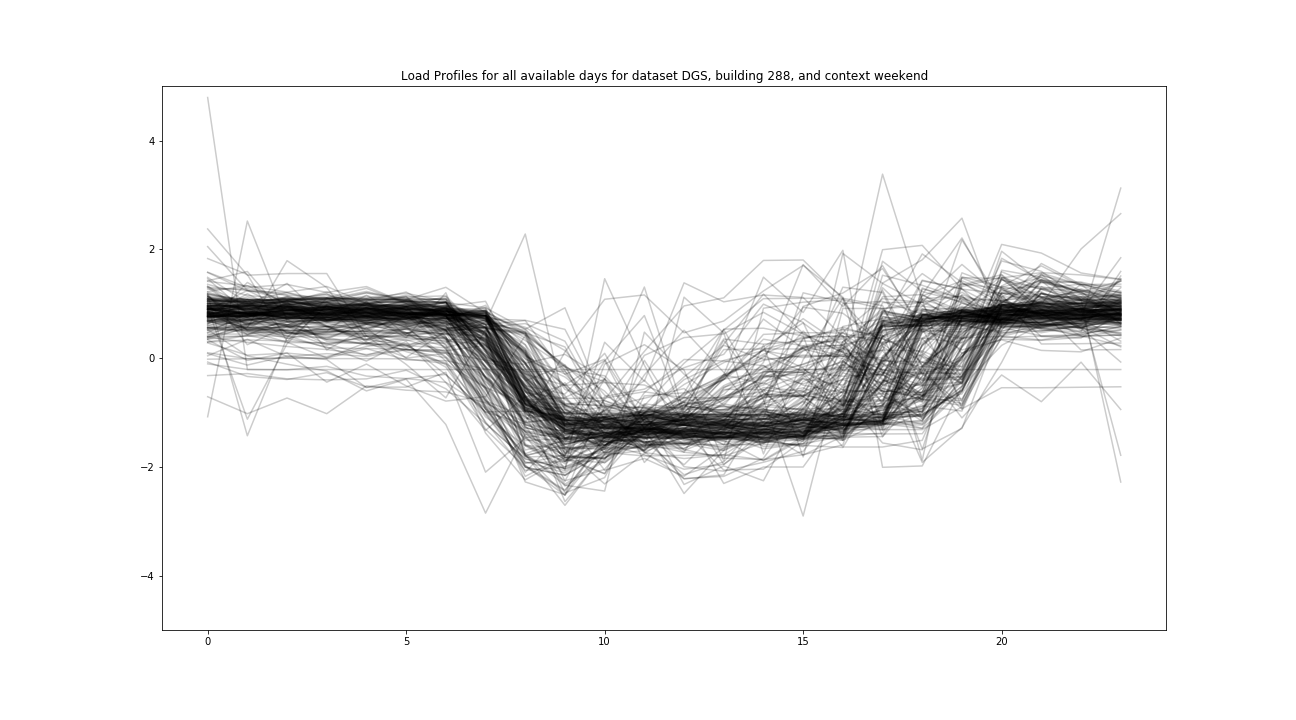 Load Profiles for all available days for dataset DGS, building 288, and context weekend
4
2
0
−2
−4
0 5 10 15 20